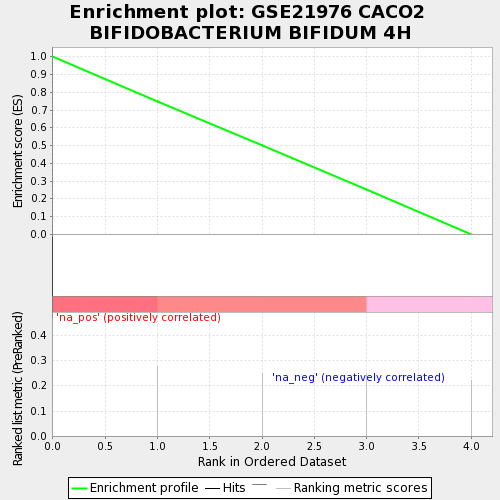 Enrichment plot: GSE21976 CACO2
BIFIDOBACTERIUM BIFIDUM 4H
Enrichment score (ES)
1.0
0.9
0.8
0.7
0.6
0.5
0.4
0.3
0.2
0.1
0.0
'na_pos' (positively correlated)
'na_neg' (negatively correlated)
Ranked list metric (PreRanked)
0.4
0.3
0.2
0.1
0.0
0.0 0.5 1.0 1.5 2.0 2.5 3.0 3.5 4.0
Rank in Ordered Dataset
Enrichment profile Hits Ranking metric scores